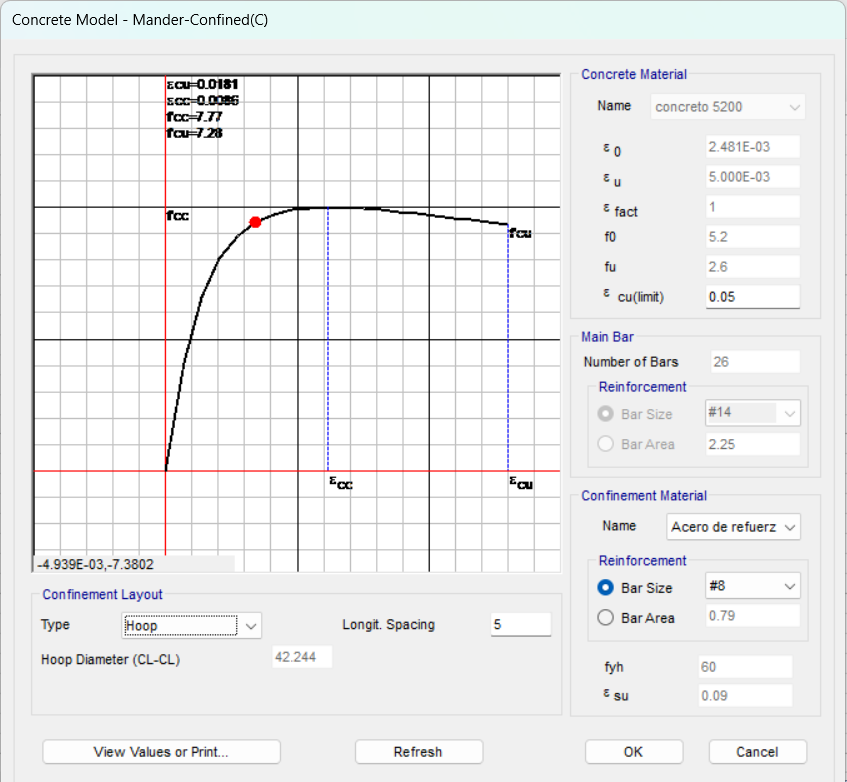 Concrete Model - Mander-Confined(C)
εcu=0.0181
εcc=0.0086
fcc=7.77
fcu=7.28
fcc
fcu
εcc
εcu
-4.939E-03,-7.3802
Confinement Layout
Type Hoop Longit. Spacing 5
Hoop Diameter (CL-CL) 42.244
Concrete Material
Name concreto 5200
ε 0 2.481E-03
ε u 5.000E-03
ε fact 1
f0 5.2
fu 2.6
ε cu(limit) 0.05
Main Bar
Number of Bars 26
Reinforcement
Bar Size #14
Bar Area 2.25
Confinement Material
Name Acero de refuerz
Reinforcement
Bar Size #8
Bar Area 0.79
fyh 60
ε su 0.09
View Values or Print... Refresh OK Cancel